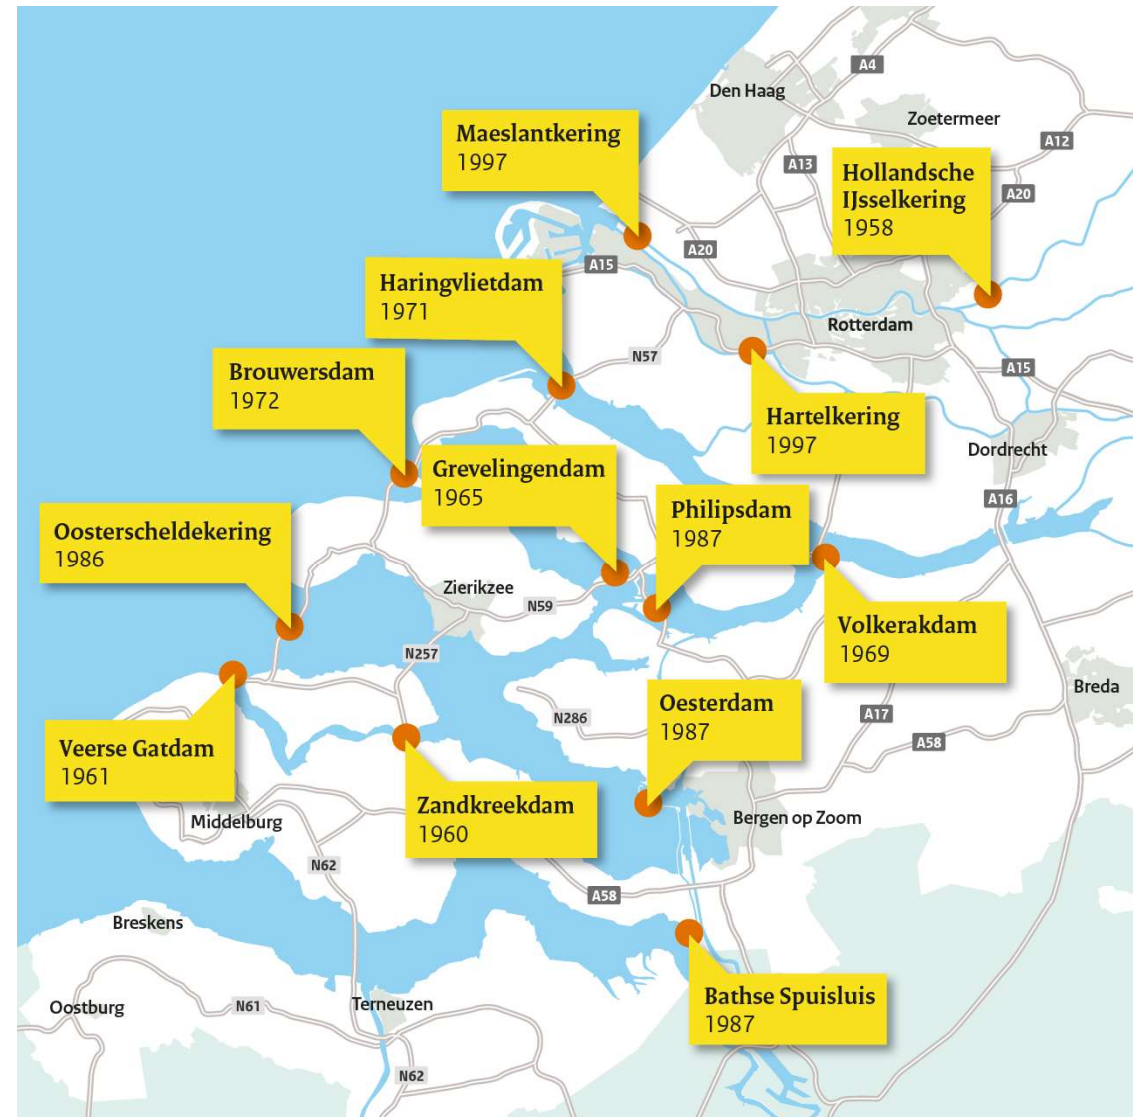 A4
Den Haag
Zoetermeer
Maeslantkering
1997
A12
A13
Hollandsche
IJsselkering
1958
A20
A20
A15
Haringvlietdam
1971
Rotterdam
N57
A15
Brouwersdam
1972
Hartelkering
1997
Dordrecht
Grevelingendam
1965
A16
Philipsdam
1987
Oosterscheldekering
1986
Zierikzee
N59
Volkerakdam
1969
N257
Breda
Oesterdam
1987
N286
A17
A58
Veerse Gatdam
1961
Zandkreekdam
1960
Middelburg
Bergen op Zoom
N62
A58
Breskens
Bathse Spuisluis
1987
Oostburg
N61
Terneuzen
N62